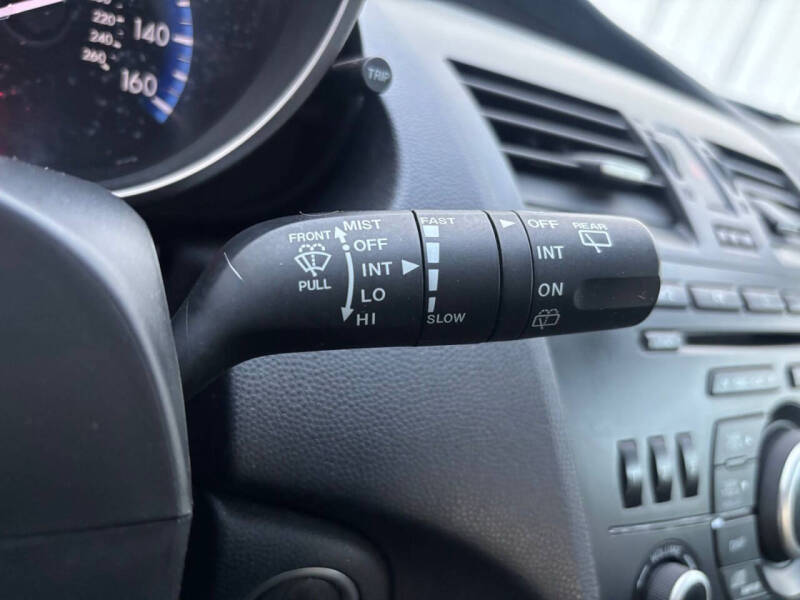 220
240
260
140
160
TRIP
FRONT
PULL
MIST
OFF
INT
LO
HI
FAST
SLOW
OFF
INT
ON
REAR
VOLUME